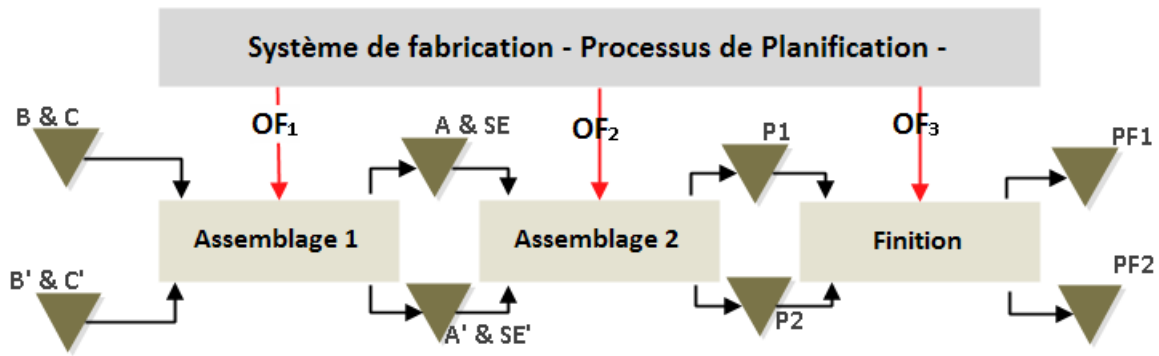 Système de fabrication - Processus de Planification -
B & C
OF₁
A & SE
OF₂
P1
OF₃
PF1
Assemblage 1
Assemblage 2
Finition
B' & C'
A' & SE'
P2
PF2